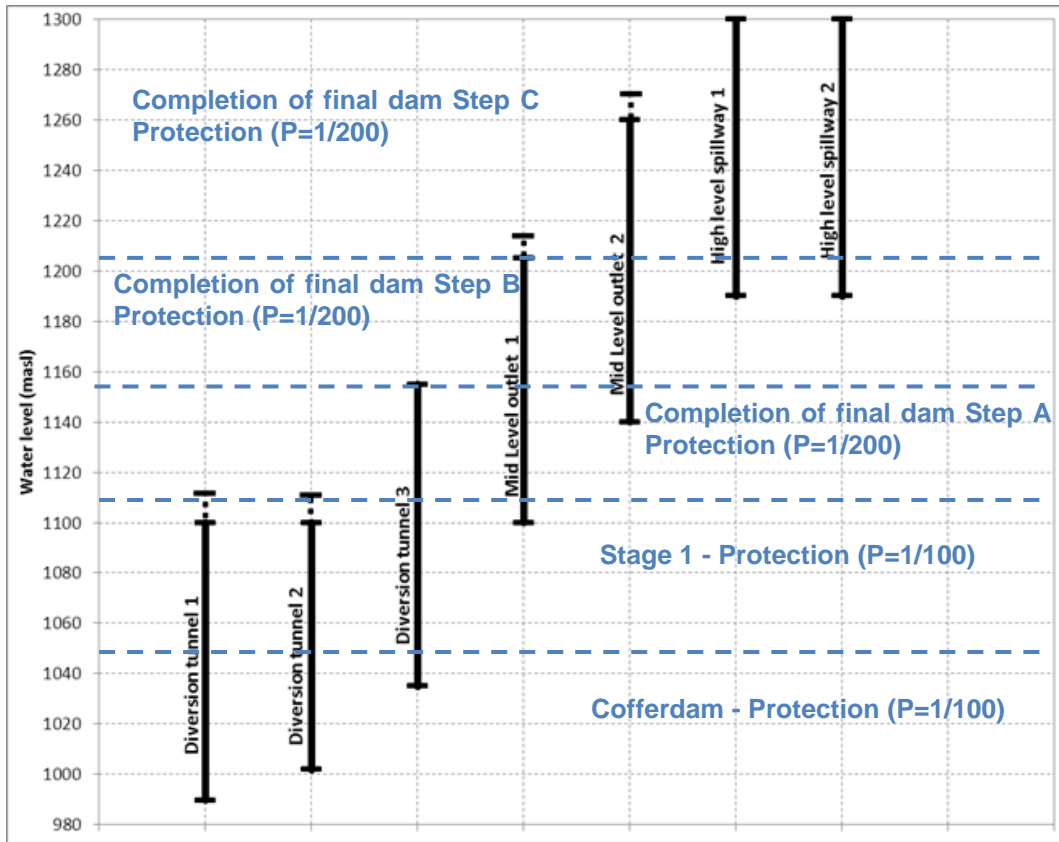 1300
1280
1260
1240
1220
1200
1180
1160
1140
1120
1100
1080
1060
1040
1020
1000
980
Water level (masl)
Completion of final dam Step C
Protection (P=1/200)
Completion of final dam Step B
Protection (P=1/200)
Completion of final dam Step A
Protection (P=1/200)
Stage 1 - Protection (P=1/100)
Cofferdam - Protection (P=1/100)
Diversion tunnel 1
Diversion tunnel 2
Diversion tunnel 3
Mid Level outlet 1
Mid Level outlet 2
High level spillway 1
High level spillway 2